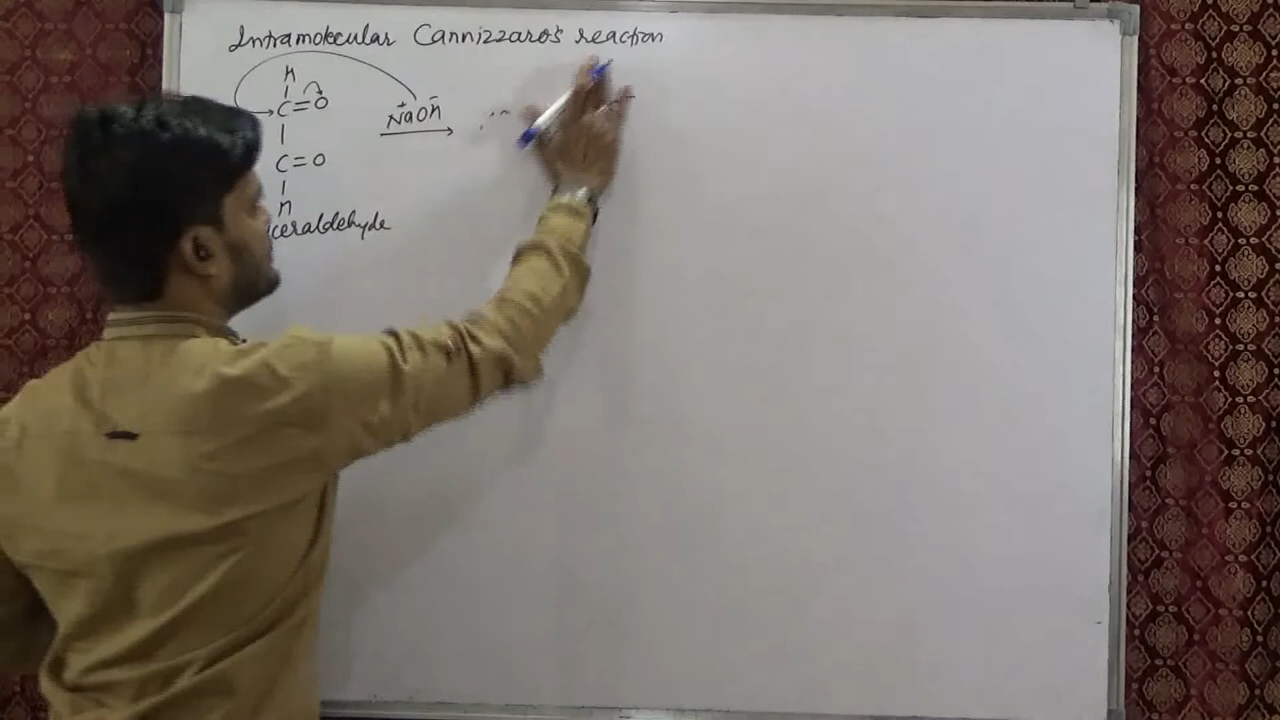 Intramolecular Cannizzaro's reaction
H
C=O
NaOH
C=O
H
ceraldehyde